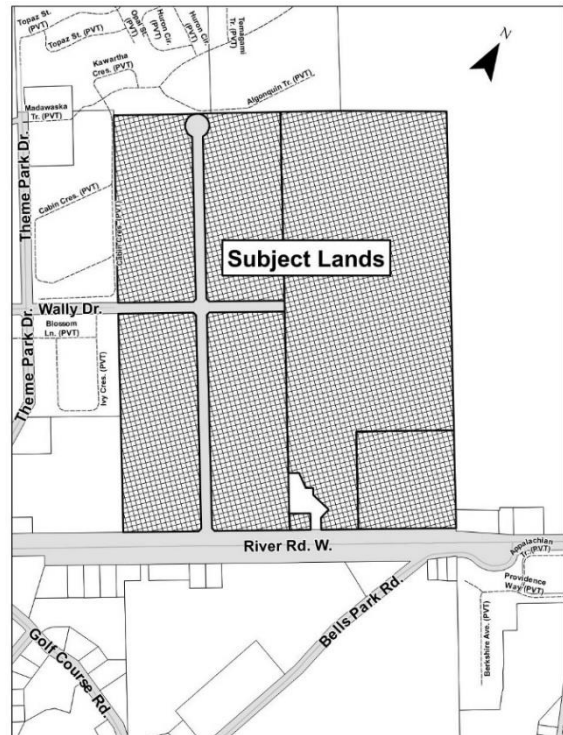 Topaz St.
(PVT)
Topaz St. (PVT)
Opal St.
(PVT)
Huron Cir.
(PVT)
Huron Cir.
(PVT)
Temagami
Tr. (PVT)
N
Kawartha
Cres. (PVT)
Madawaska
Tr. (PVT)
Algonquin Tr. (PVT)
Theme Park Dr.
Cabin Cres. (PVT)
Cabin Cres. (PVT)
Subject Lands
Wally Dr.
Blossom
Ln. (PVT)
Ivy Cres. (PVT)
Theme Park Dr.
River Rd. W.
Appalachian
Tr. (PVT)
Providence
Way (PVT)
Bells Park Rd.
Berkshire Ave. (PVT)
Golf Course Rd.